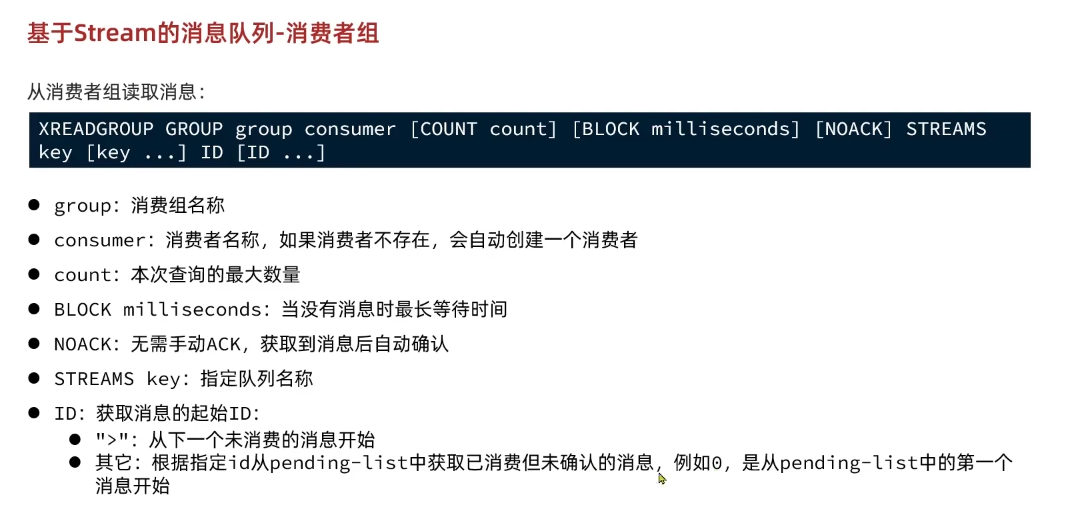 基于Stream的消息队列-消费者组
从消费者组读取消息：
XREADGROUP GROUP group consumer [COUNT count] [BLOCK milliseconds] [NOACK] STREAMS
key [key ...] ID [ID ...]
● group：消费组名称
● consumer：消费者名称，如果消费者不存在，会自动创建一个消费者
● count：本次查询的最大数量
● BLOCK milliseconds：当没有消息时最长等待时间
● NOACK：无需手动ACK，获取到消息后自动确认
● STREAMS key：指定队列名称
● ID：获取消息的起始ID：
● ">"：从下一个未消费的消息开始
● 其它：根据指定id从pending-list中获取已消费但未确认的消息，例如0，是从pending-list中的第一个
消息开始